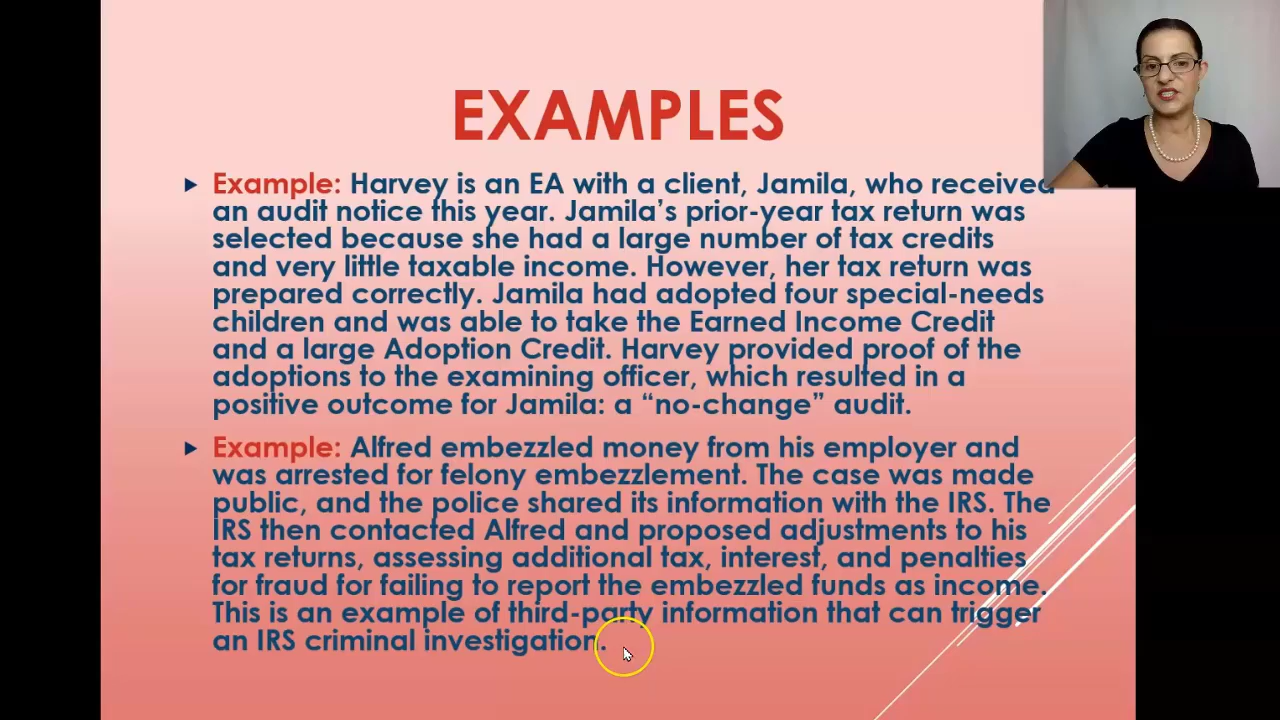 EXAMPLES
Example: Harvey is an EA with a client, Jamila, who received
an audit notice this year. Jamila’s prior-year tax return was
selected because she had a large number of tax credits
and very little taxable income. However, her tax return was
prepared correctly. Jamila had adopted four special-needs
children and was able to take the Earned Income Credit
and a large Adoption Credit. Harvey provided proof of the
adoptions to the examining officer, which resulted in a
positive outcome for Jamila: a “no-change” audit.
Example: Alfred embezzled money from his employer and
was arrested for felony embezzlement. The case was made
public, and the police shared its information with the IRS. The
IRS then contacted Alfred and proposed adjustments to his
tax returns, assessing additional tax, interest, and penalties
for fraud for failing to report the embezzled funds as income.
This is an example of third-party information that can trigger
an IRS criminal investigation.